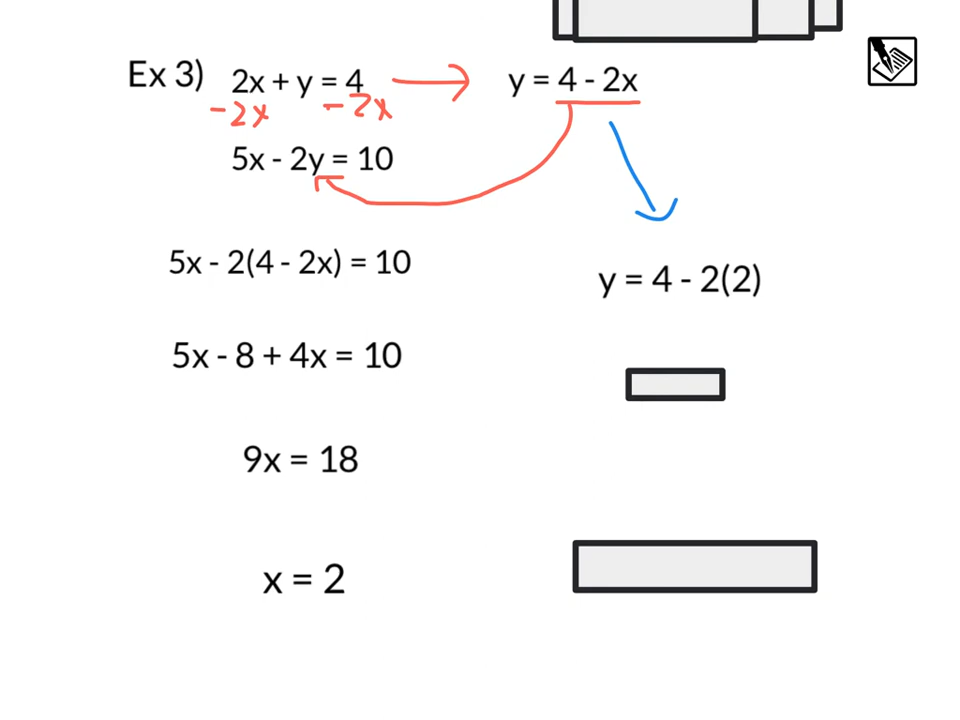 Ex 3) 2x + y = 4
y = 4 - 2x
-2x -2x
5x - 2y = 10
5x - 2(4 - 2x) = 10
y = 4 - 2(2)
5x - 8 + 4x = 10
9x = 18
x = 2